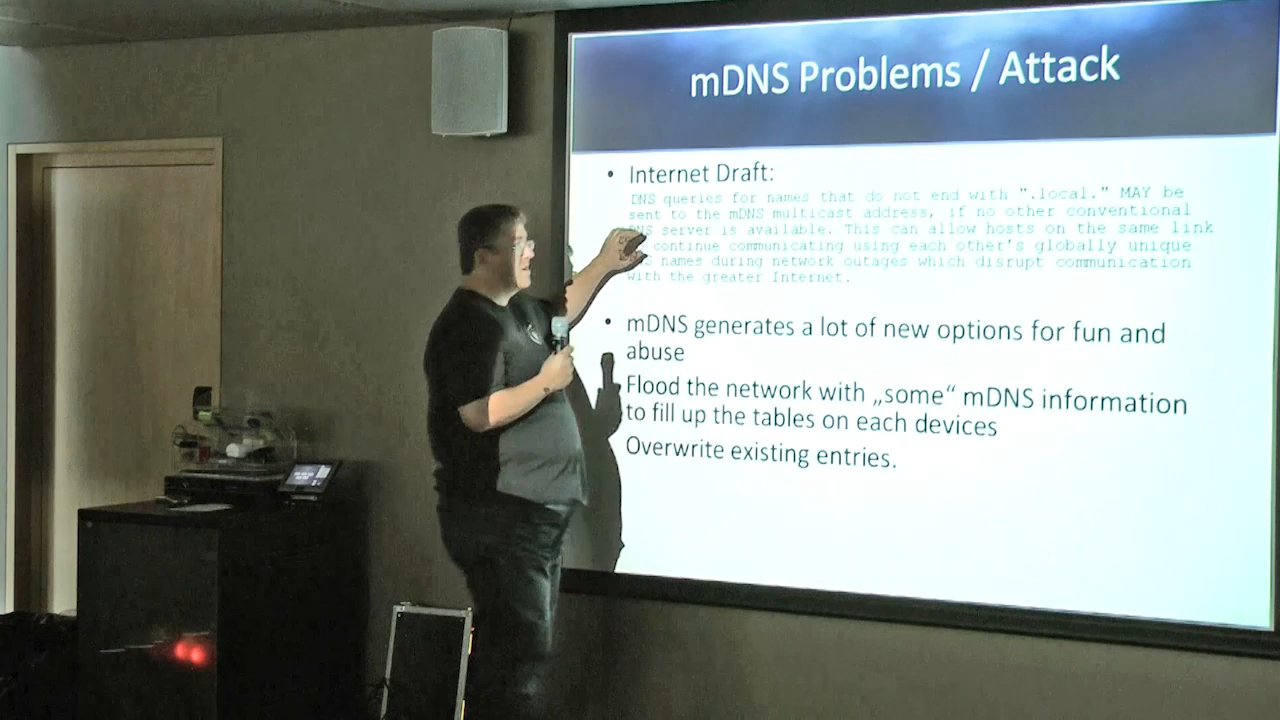 mDNS Problems / Attack
• Internet Draft:
DNS queries for names that do not end with ".local." MAY be
sent to the mDNS multicast address, if no other conventional
server is available. This can allow hosts on the same link
continue communicating using each other's globally unique
names during network outages which disrupt communication
with the greater Internet.
• mDNS generates a lot of new options for fun and
abuse
Flood the network with „some“ mDNS information
to fill up the tables on each devices
Overwrite existing entries.